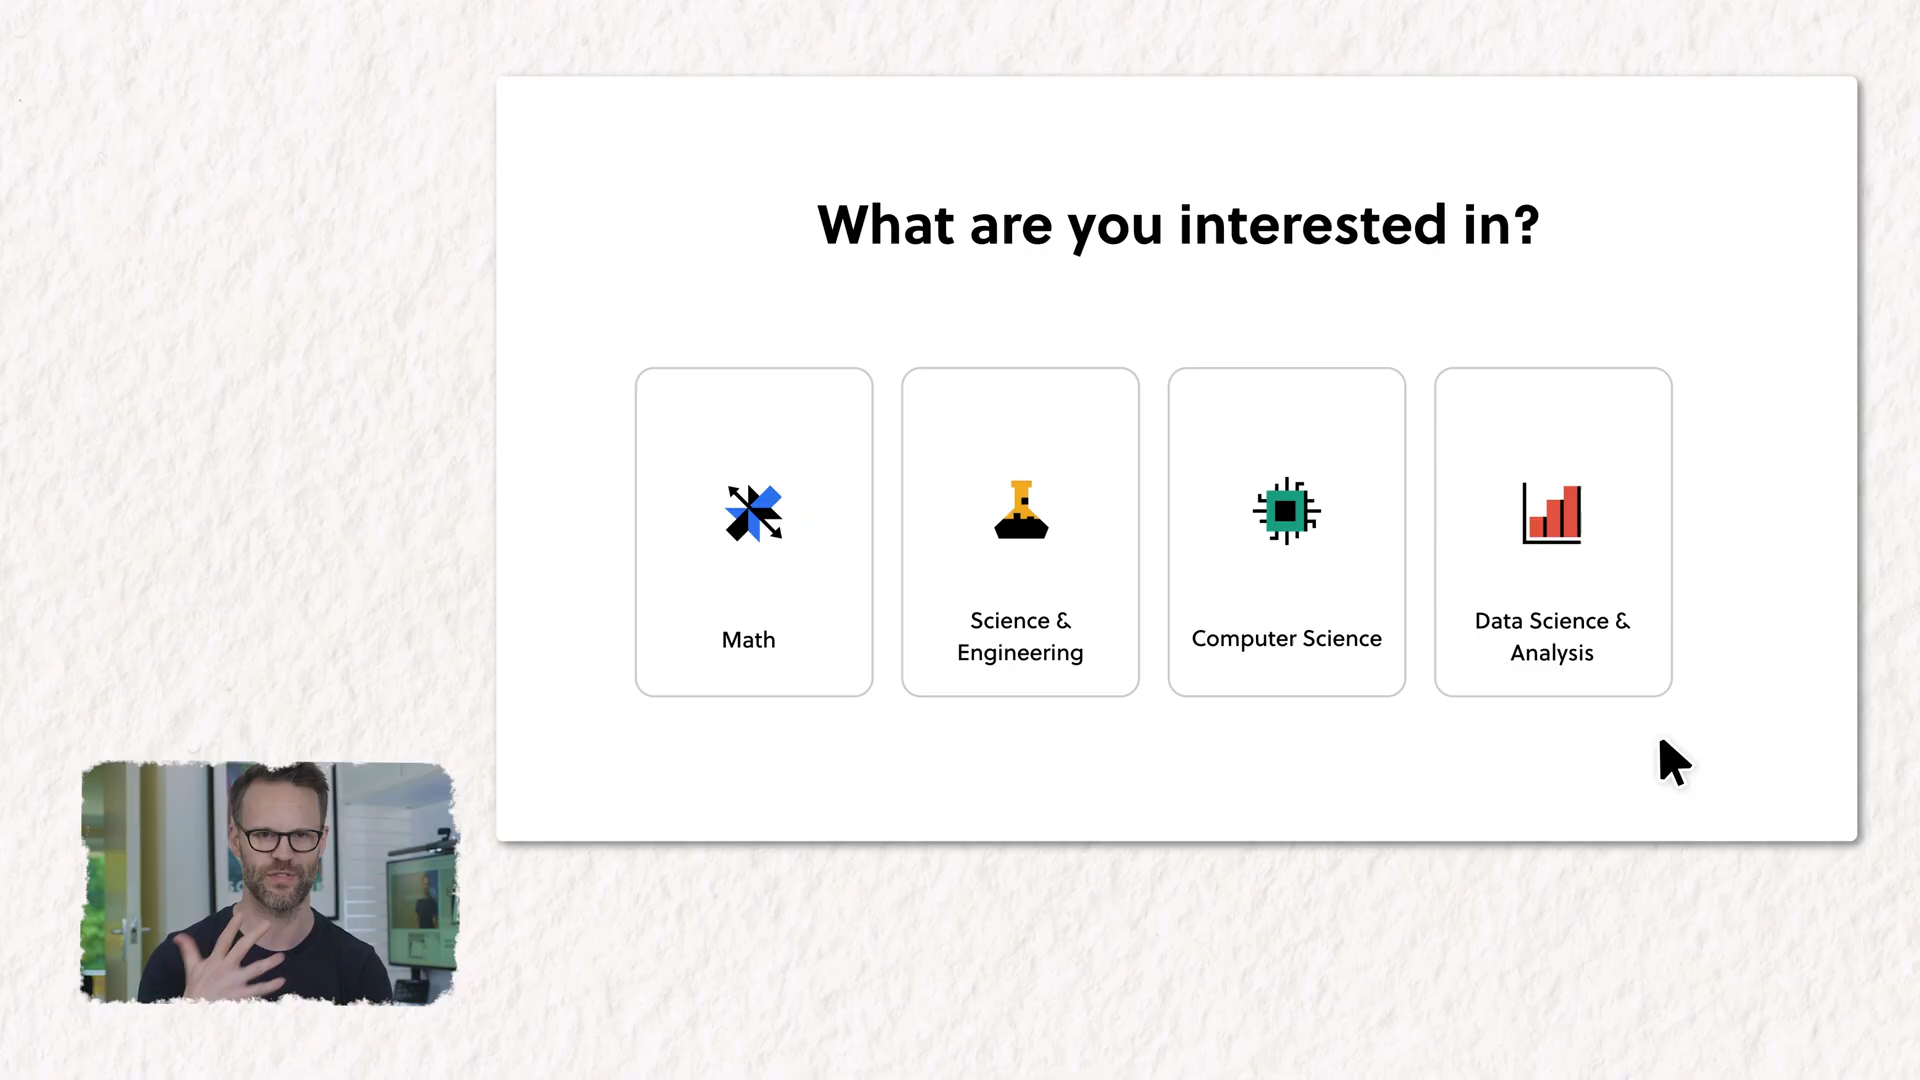 What are you interested in?
Math
Science &
Engineering
Computer Science
Data Science &
Analysis